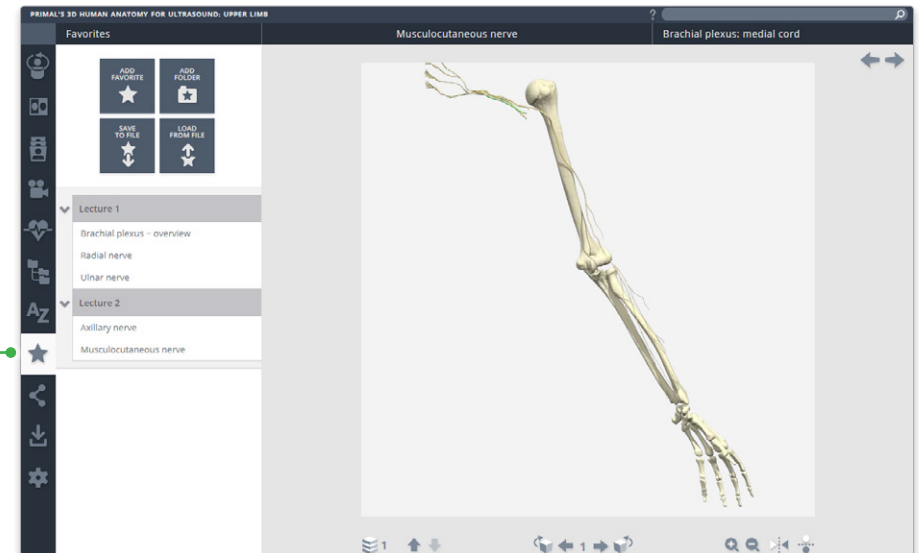 PRIMAL'S 3D HUMAN ANATOMY FOR ULTRASOUND: UPPER LIMB
?
Favorites
Musculocutaneous nerve
Brachial plexus: medial cord
ADD
FAVORITE
ADD
FOLDER
SAVE
TO FILE
LOAD
FROM FILE
Lecture 1
Brachial plexus – overview
Radial nerve
Ulnar nerve
Lecture 2
Axillary nerve
Musculocutaneous nerve
AZ
1
1